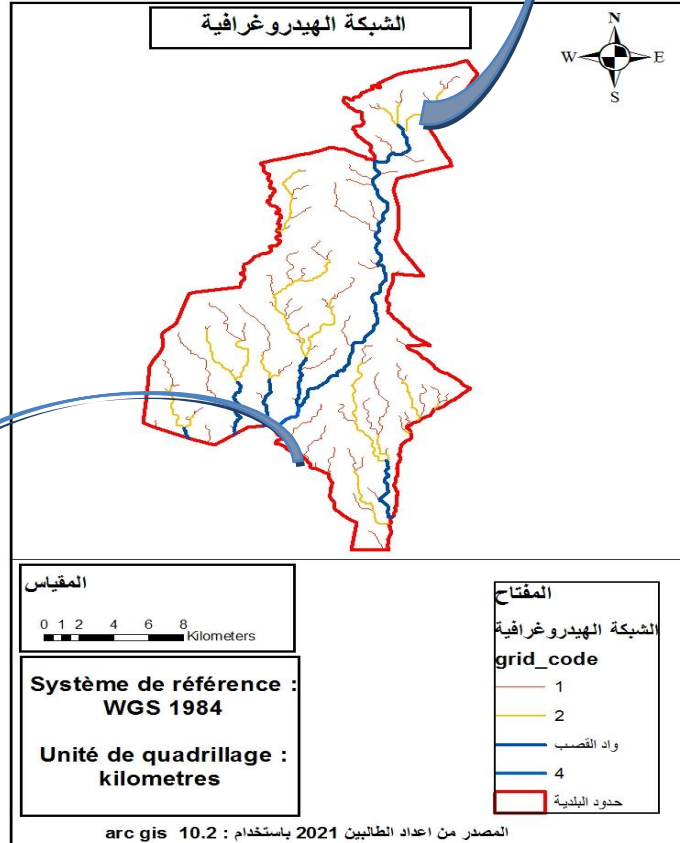 الشبكة الهيدروغرافية
N
W E
S
المقياس
0 1 2 4 6 8
Kilometers
Système de référence :
WGS 1984
Unité de quadrillage :
kilometres
المفتاح
الشبكة الهيدروغرافية
grid_code
1
2
واد القصب
4
حدود البلدية
المصدر من اعداد الطالبين 2021 باستخدام : arc gis 10.2